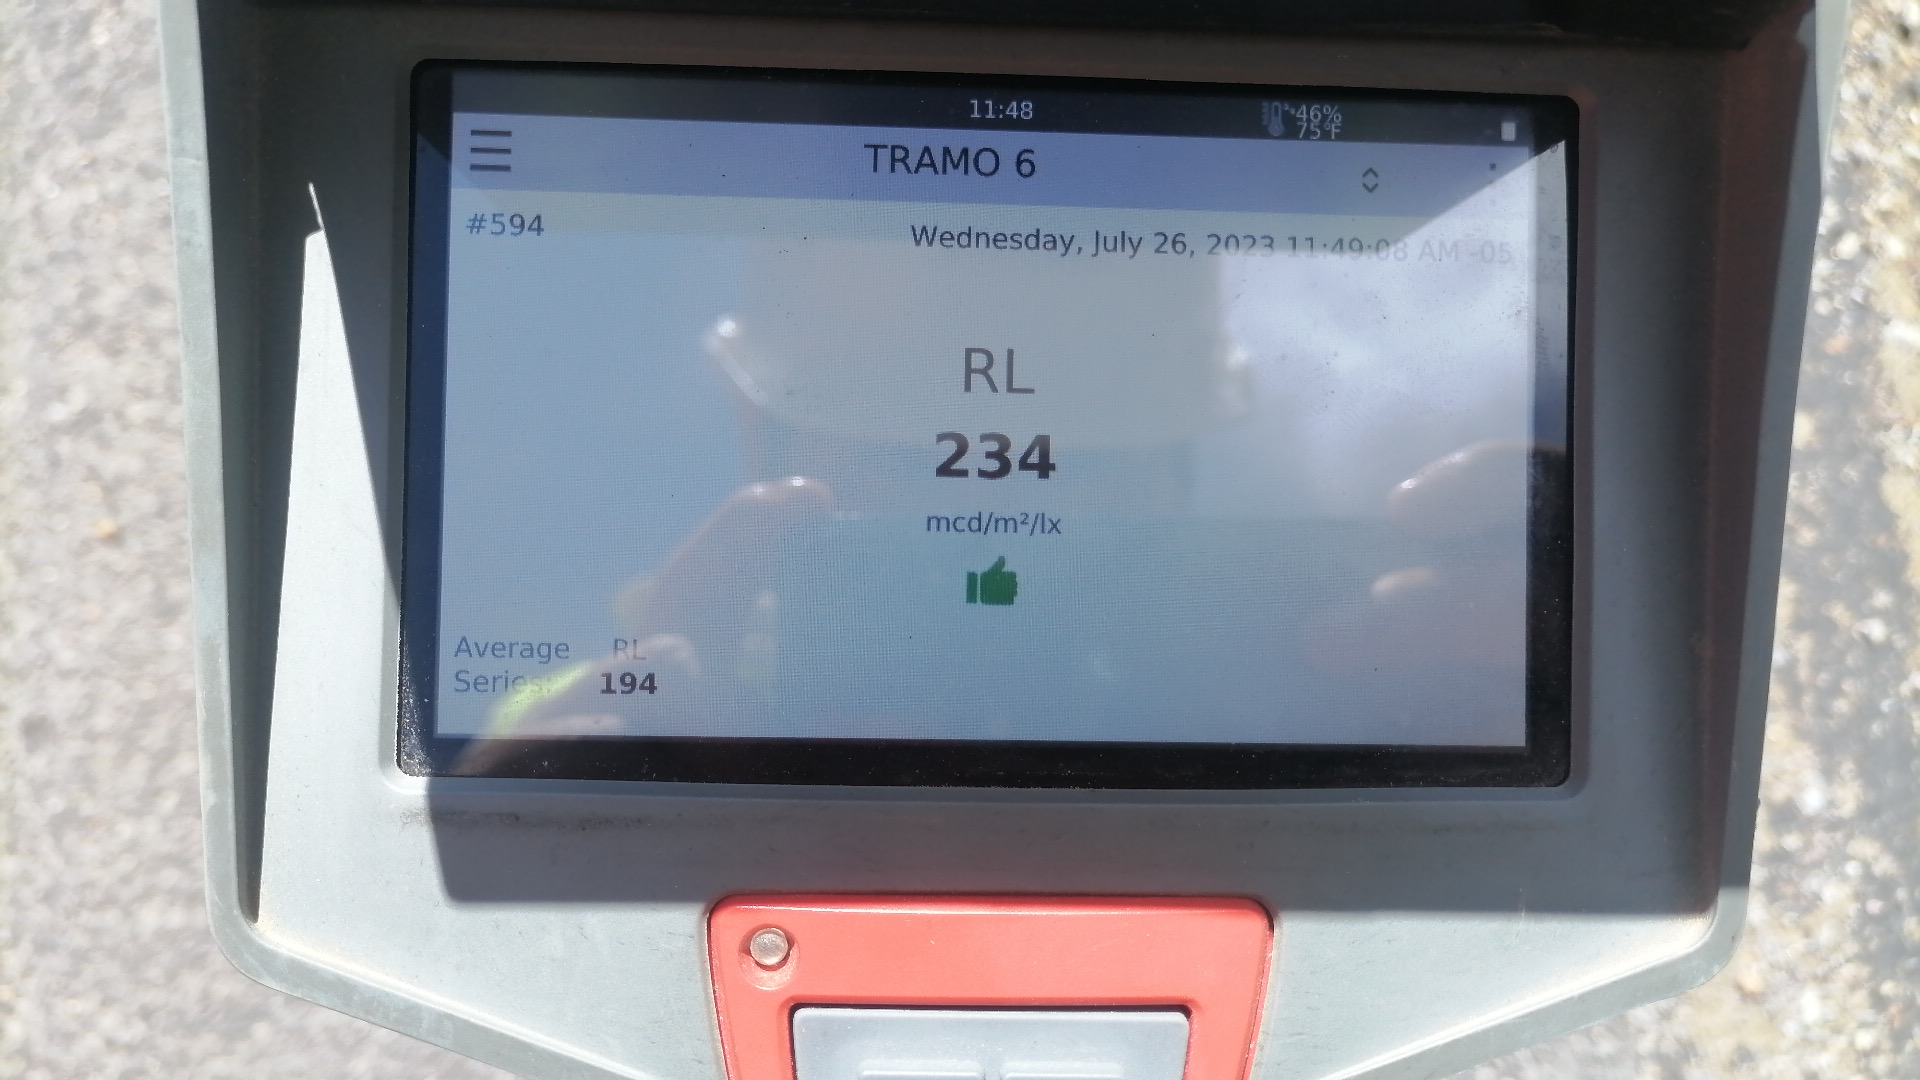 11:48
46%
75°F
TRAMO 6
#594
Wednesday, July 26, 2023 11:49:08 AM -05
RL
234
mcd/m²/lx
Average RL
Series: 194